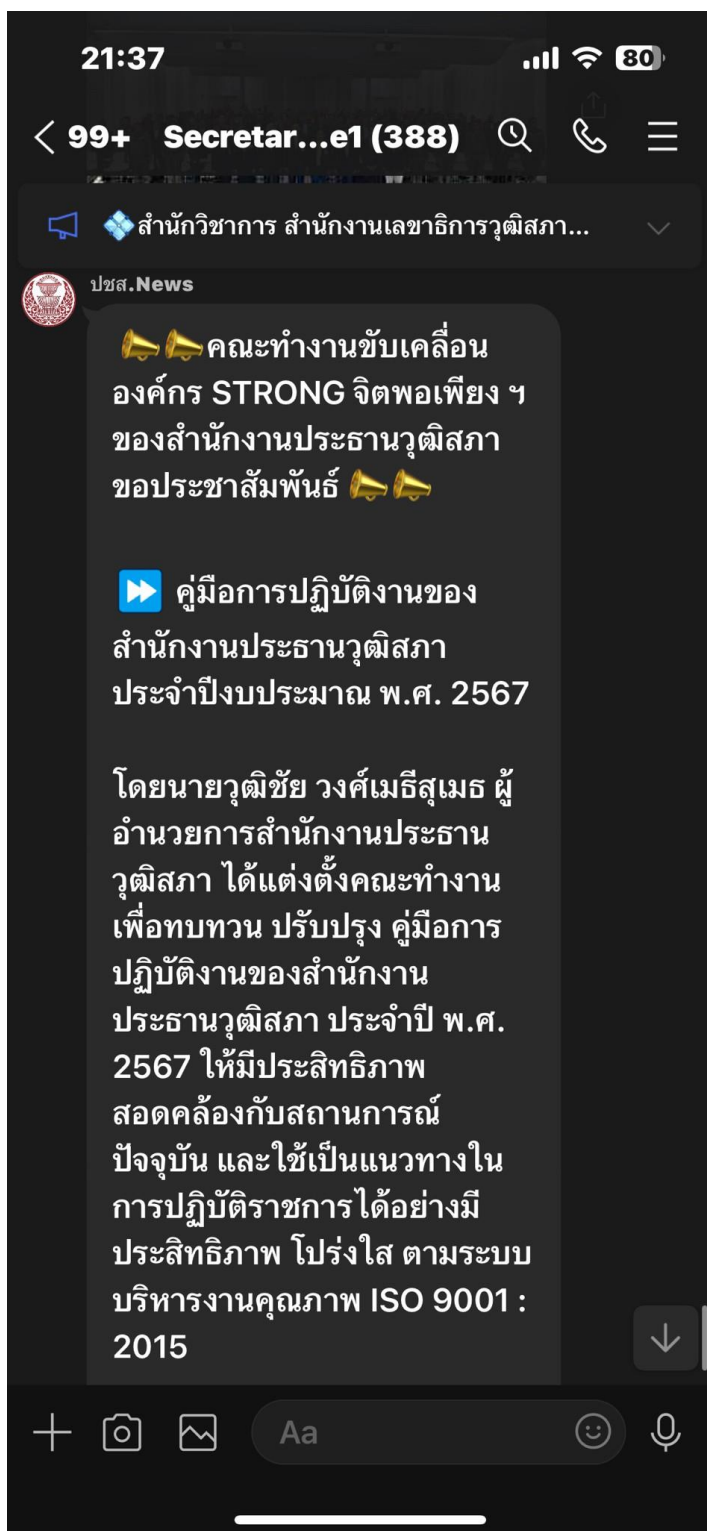 21:37
80
99+ Secretar...e1 (388)
💠สำนักวิชาการ สำนักงานเลขาธิการวุฒิสภา...
ปชส.News
📣📣คณะทำงานขับเคลื่อน
องค์กร STRONG จิตพอเพียง ฯ
ของสำนักงานประธานวุฒิสภา
ขอประชาสัมพันธ์ 📣📣
⏩ คู่มือการปฏิบัติงานของ
สำนักงานประธานวุฒิสภา
ประจำปีงบประมาณ พ.ศ. 2567
โดยนายวุฒิชัย วงศ์เมธีสุเมธ ผู้
อำนวยการสำนักงานประธาน
วุฒิสภา ได้แต่งตั้งคณะทำงาน
เพื่อทบทวน ปรับปรุง คู่มือการ
ปฏิบัติงานของสำนักงาน
ประธานวุฒิสภา ประจำปี พ.ศ.
2567 ให้มีประสิทธิภาพ
สอดคล้องกับสถานการณ์
ปัจจุบัน และใช้เป็นแนวทางใน
การปฏิบัติราชการได้อย่างมี
ประสิทธิภาพ โปร่งใส ตามระบบ
บริหารงานคุณภาพ ISO 9001 :
2015
Aa